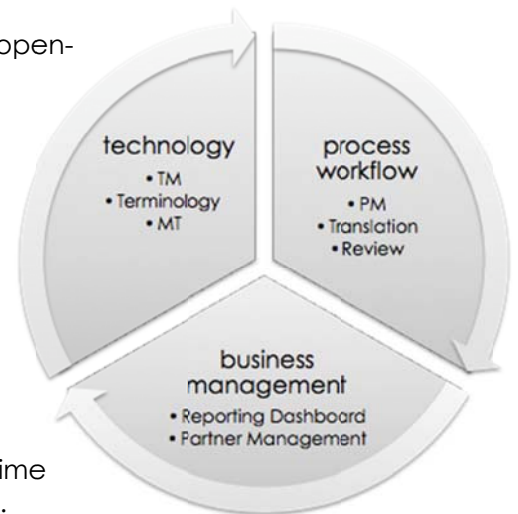 open-
technology
• TM
• Terminology
• MT
process
workflow
• PM
• Translation
• Review
business
management
• Reporting Dashboard
• Partner Management
ime
.